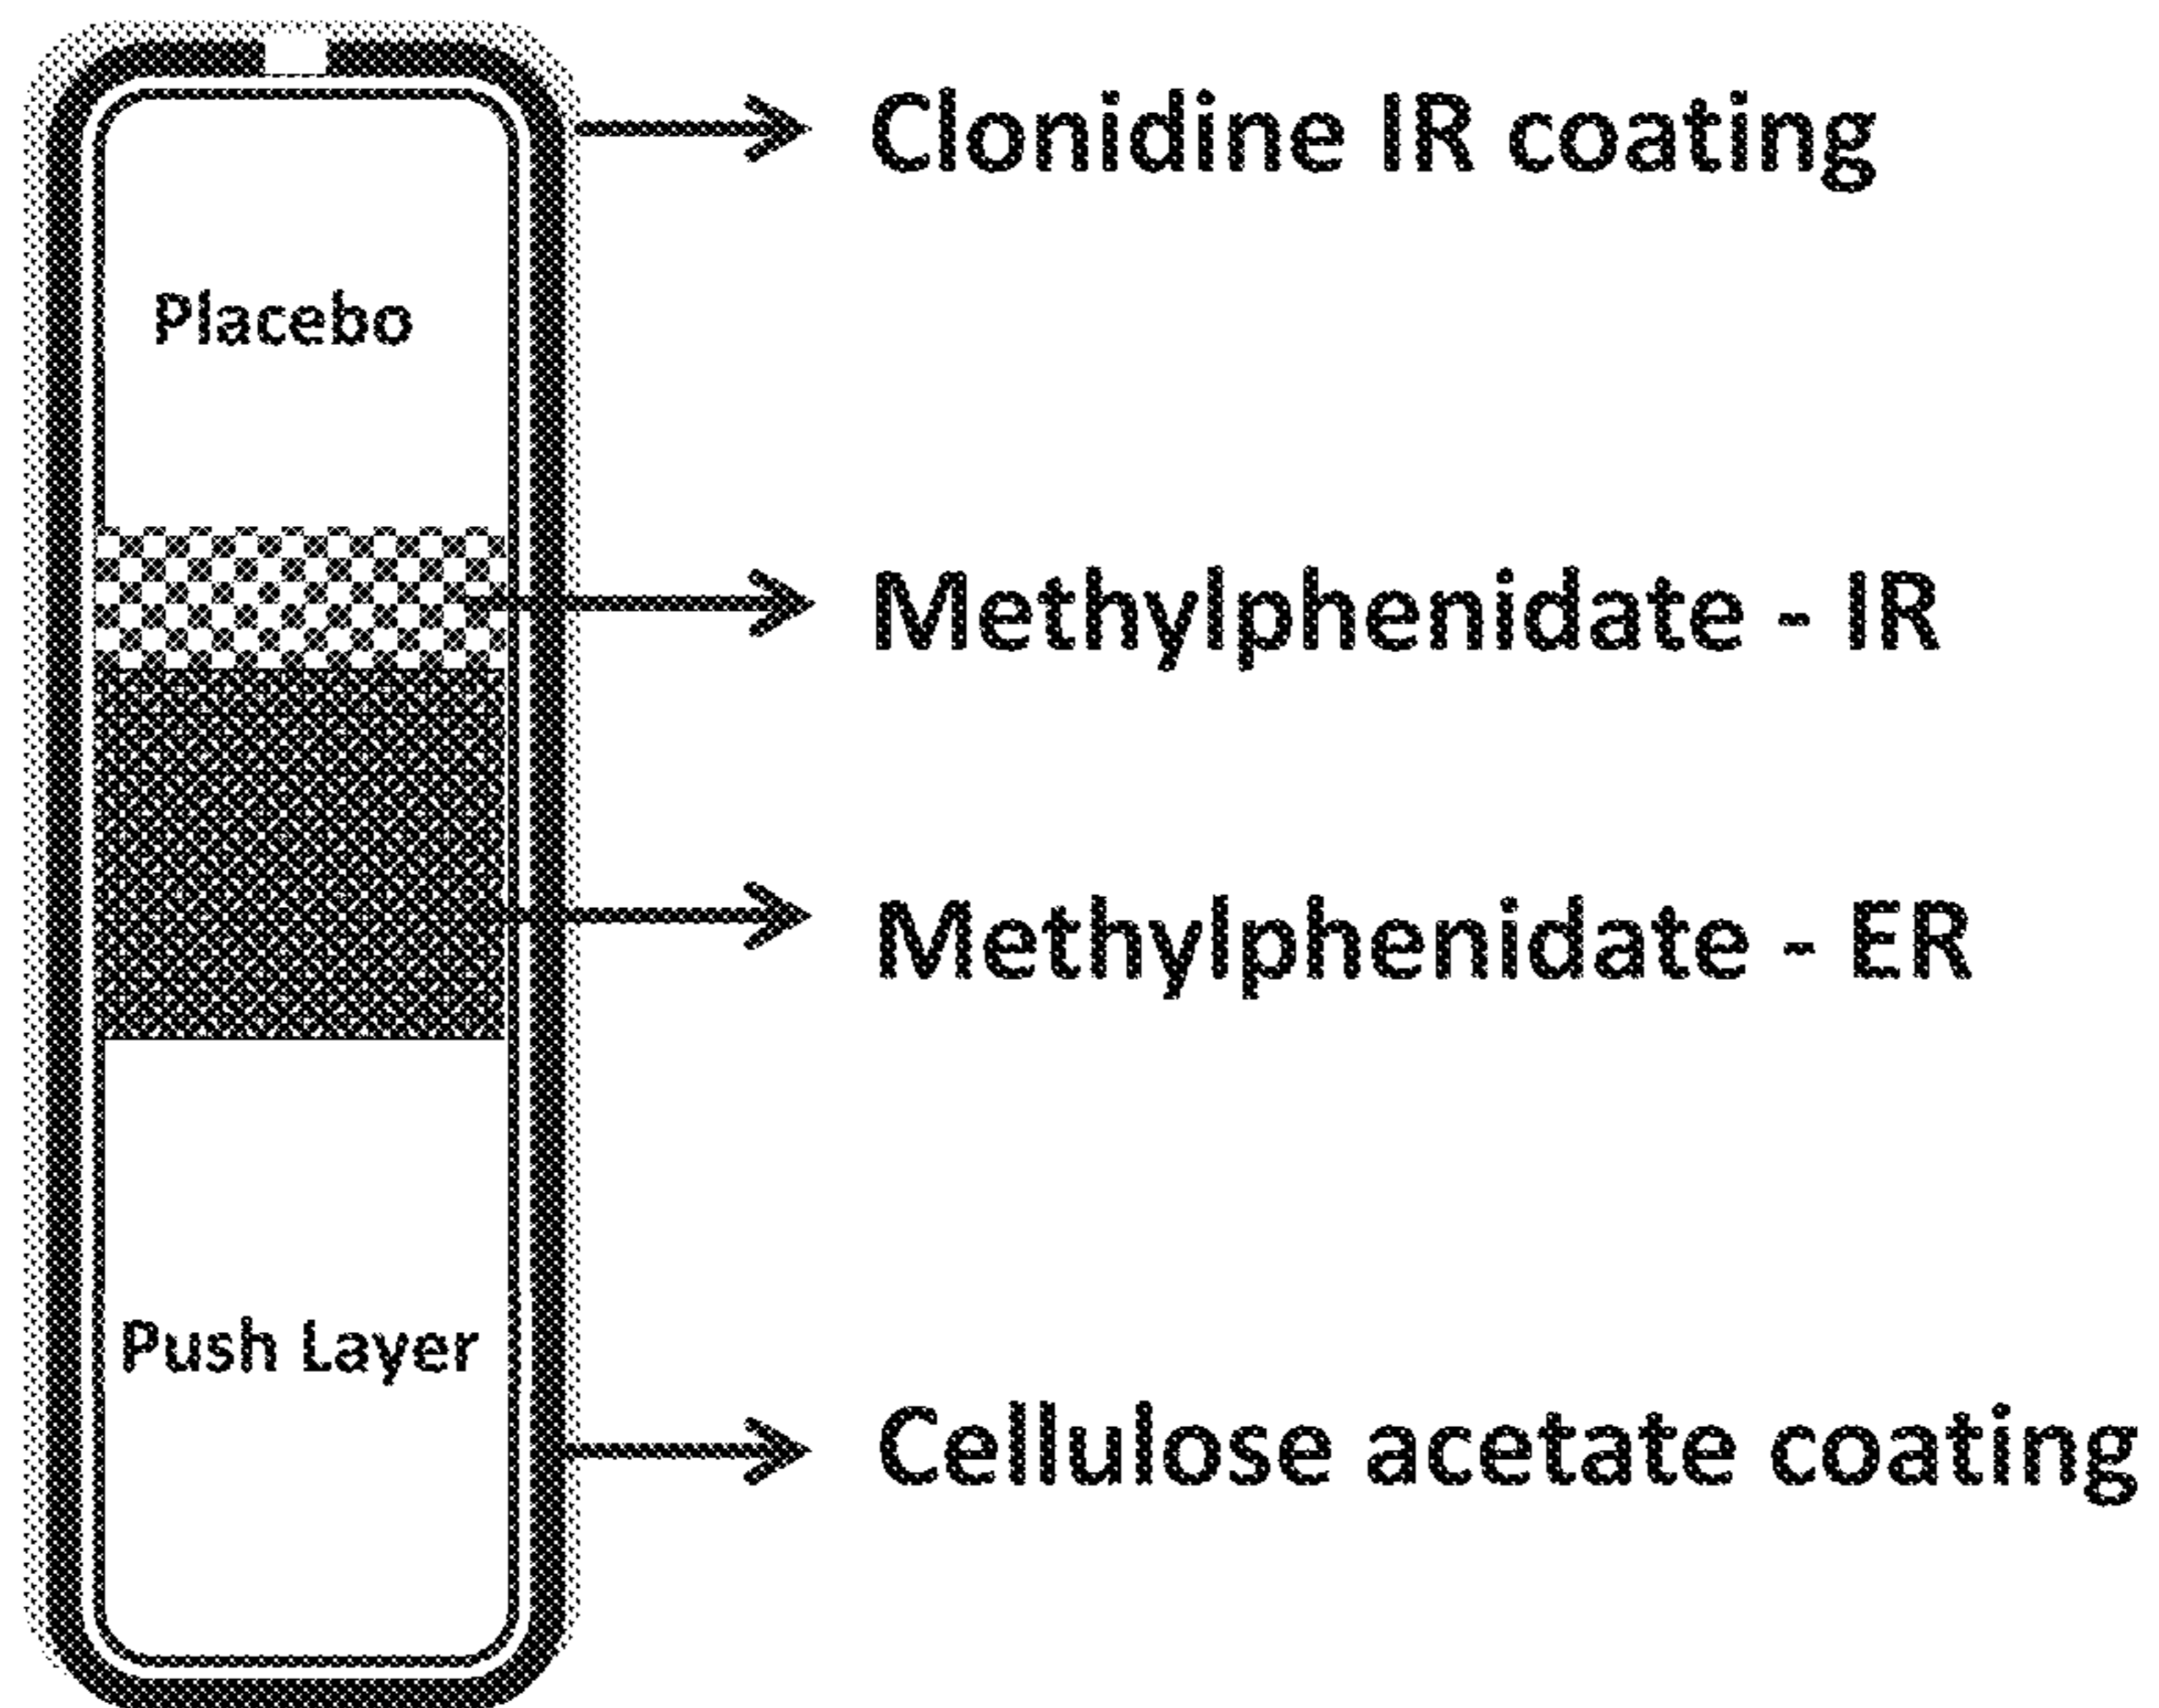 Clonidine IR coating
Placebo
Methylphenidate - IR
Methylphenidate - ER
Push Layer
Cellulose acetate coating